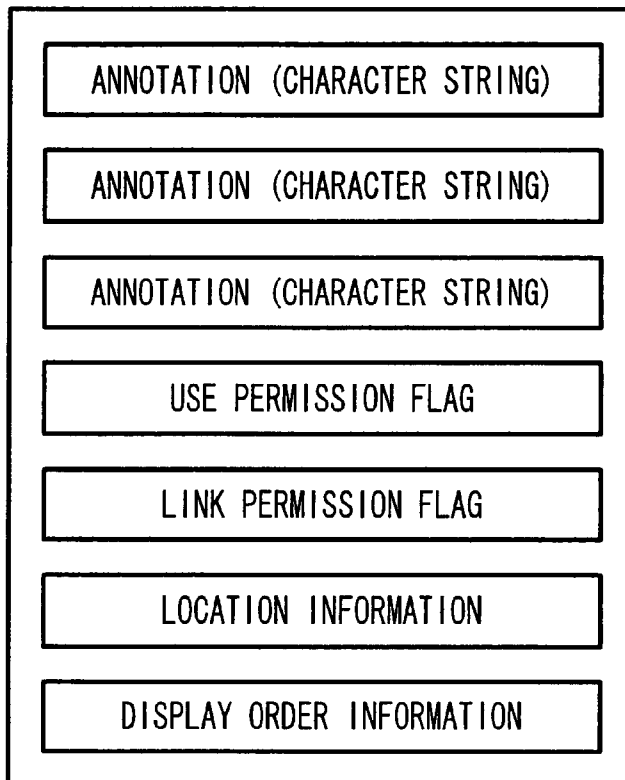 ANNOTATION (CHARACTER STRING)
ANNOTATION (CHARACTER STRING)
ANNOTATION (CHARACTER STRING)
USE PERMISSION FLAG
LINK PERMISSION FLAG
LOCATION INFORMATION
DISPLAY ORDER INFORMATION